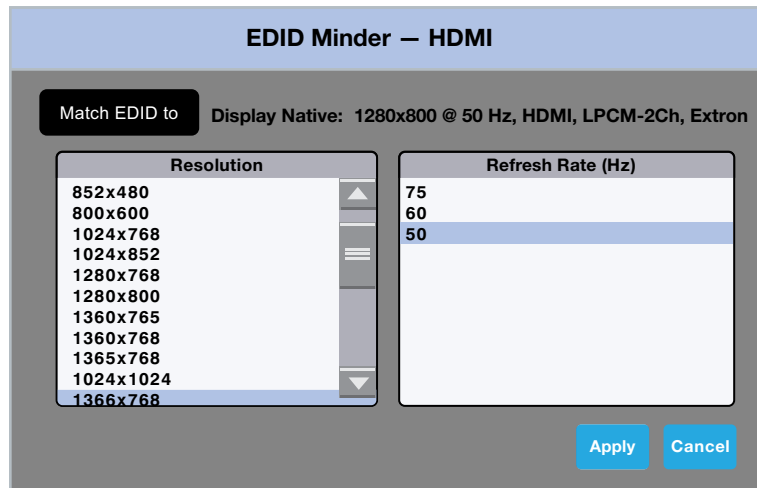 EDID Minder — HDMI
Match EDID to
Display Native: 1280x800 @ 50 Hz, HDMI, LPCM-2Ch, Extron
Resolution
852x480
800x600
1024x768
1024x852
1280x768
1280x800
1360x765
1360x768
1365x768
1024x1024
1366x768
Refresh Rate (Hz)
75
60
50
Apply
Cancel